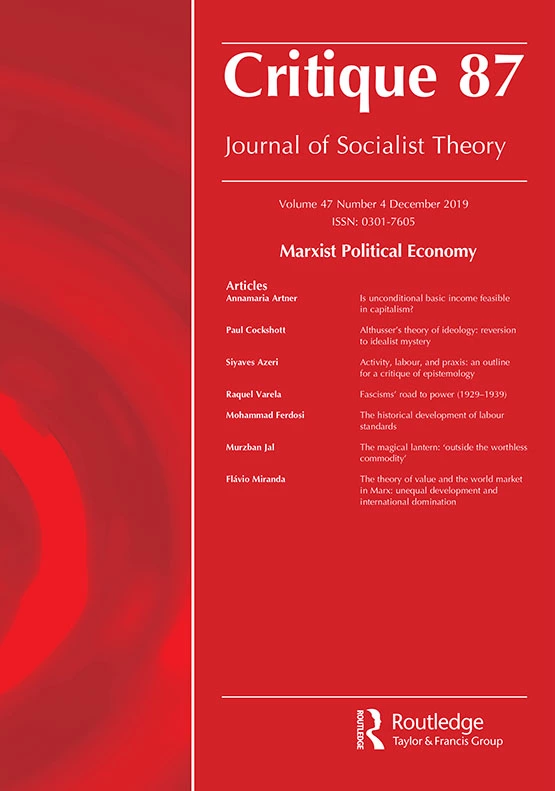 Critique 87
Journal of Socialist Theory
Volume 47 Number 4 December 2019
ISSN: 0301-7605
Marxist Political Economy
Articles
Annamaria Artner
Is unconditional basic income feasible
in capitalism?
Paul Cockshott
Althusser's theory of ideology: reversion
to idealist mystery
Siyaves Azeri
Activity, labour, and praxis: an outline
for a critique of epistemology
Raquel Varela
Fascisms' road to power (1929–1939)
Mohammad Ferdosi
The historical development of labour
standards
Murzban Jal
The magical lantern: 'outside the worthless
commodity'
Flávio Miranda
The theory of value and the world market
in Marx: unequal development and
international domination
ROUTLEDGE
Routledge
Taylor & Francis Group